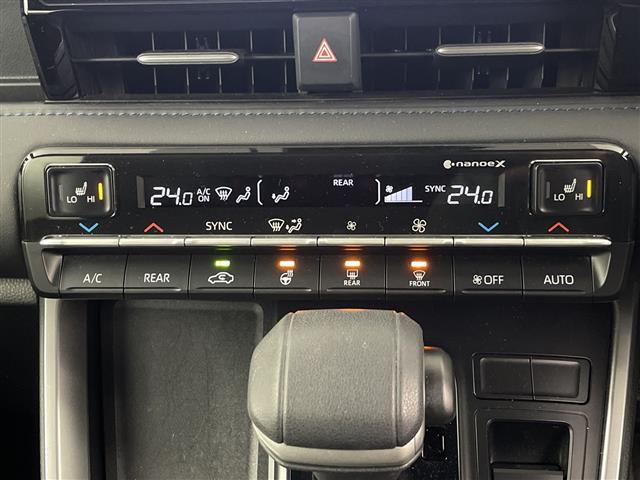 nanoeX
LO HI
24.0 A/C ON REAR SYNC 24.0
LO HI
SYNC
A/C REAR REAR FRONT OFF AUTO